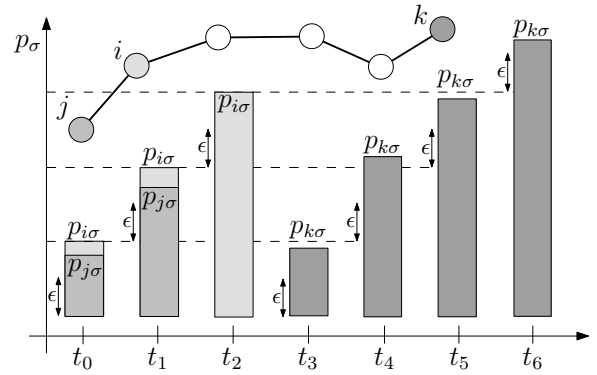 k
p_σ
i
p_{kσ}
ϵ
p_{kσ}
j
p_{iσ}
p_{iσ}
ϵ
p_{kσ}
ϵ
p_{jσ}
ϵ
ϵ
p_{iσ}
p_{kσ}
p_{jσ}
ϵ
ϵ
t_0 t_1 t_2 t_3 t_4 t_5 t_6